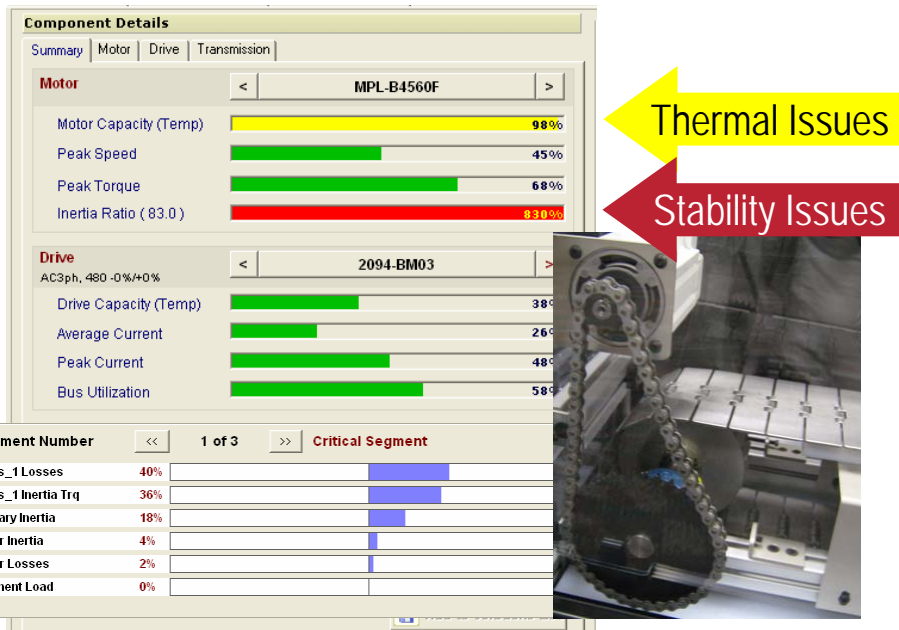 Component Details
Summary Motor Drive Transmission
Motor < MPL-B4560F >
Thermal Issues
Motor Capacity (Temp) 98%
Peak Speed 45%
Peak Torque 68%
Stability Issues
Inertia Ratio ( 83.0 ) 830%
Drive < 2094-BM03 >
AC3ph, 480 -0%/+0%
Drive Capacity (Temp) 38%
Average Current 26%
Peak Current 48%
Bus Utilization 58%
ment Number << 1 of 3 >> Critical Segment
s_1 Losses 40%
s_1 Inertia Trq 36%
ary Inertia 18%
r Inertia 4%
r Losses 2%
ment Load 0%